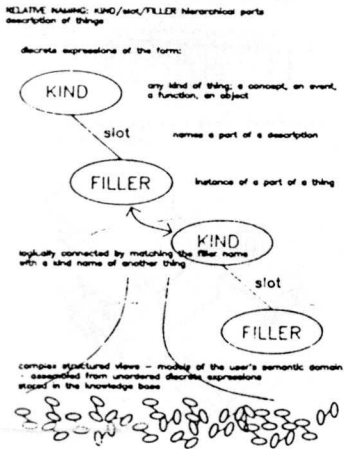 RELATIVE NAMING: KIND/slot/FILLER hierarchical parts
description of things
discrete expressions of the form:
KIND
any kind of thing; a concept, an event,
a function, an object
slot
names a part of a description
FILLER
instance of a part of a thing
KIND
logically connected by matching the filler name
with a kind name of another thing
slot
FILLER
complex structured views - models of the user's semantic domain
- assembled from unordered discrete expressions
stored in the knowledge base